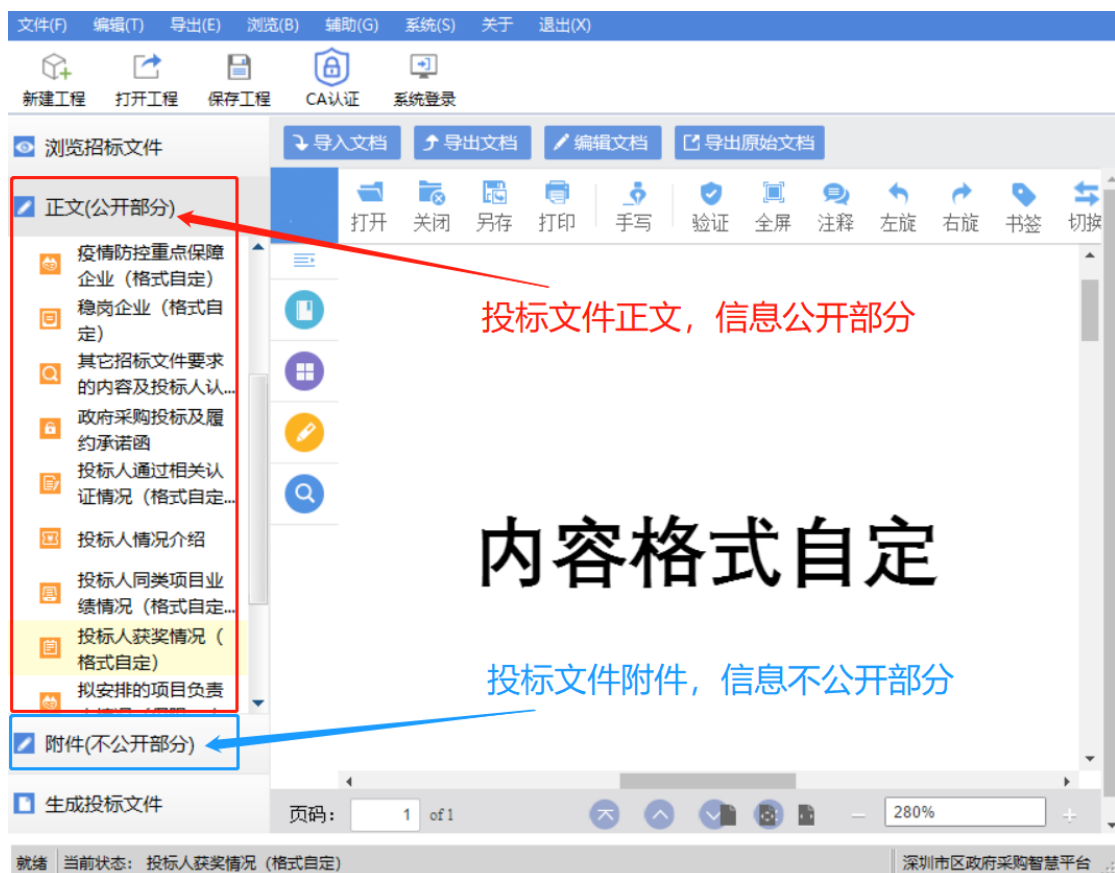 文件(F) 编辑(T) 导出(E) 浏览(B) 辅助(G) 系统(S) 关于 退出(X)
新建工程 打开工程 保存工程 CA认证 系统登录
浏览招标文件
导入文档 导出文档 编辑文档 导出原始文档
正文(公开部分)
打开 关闭 另存 打印 手写 验证 全屏 注释 左旋 右旋 书签 切换
疫情防控重点保障
企业（格式自定）
稳岗企业（格式自
定）
其它招标文件要求
的内容及投标人认...
政府采购投标及履
约承诺函
投标人通过相关认
证情况（格式自定...
投标人情况介绍
投标人同类项目业
绩情况（格式自定...
投标人获奖情况（
格式自定）
拟安排的项目负责
投标文件正文，信息公开部分
内容格式自定
投标文件附件，信息不公开部分
附件(不公开部分)
生成投标文件
页码： 1 of 1 280%
就绪 当前状态： 投标人获奖情况（格式自定） 深圳市区政府采购智慧平台